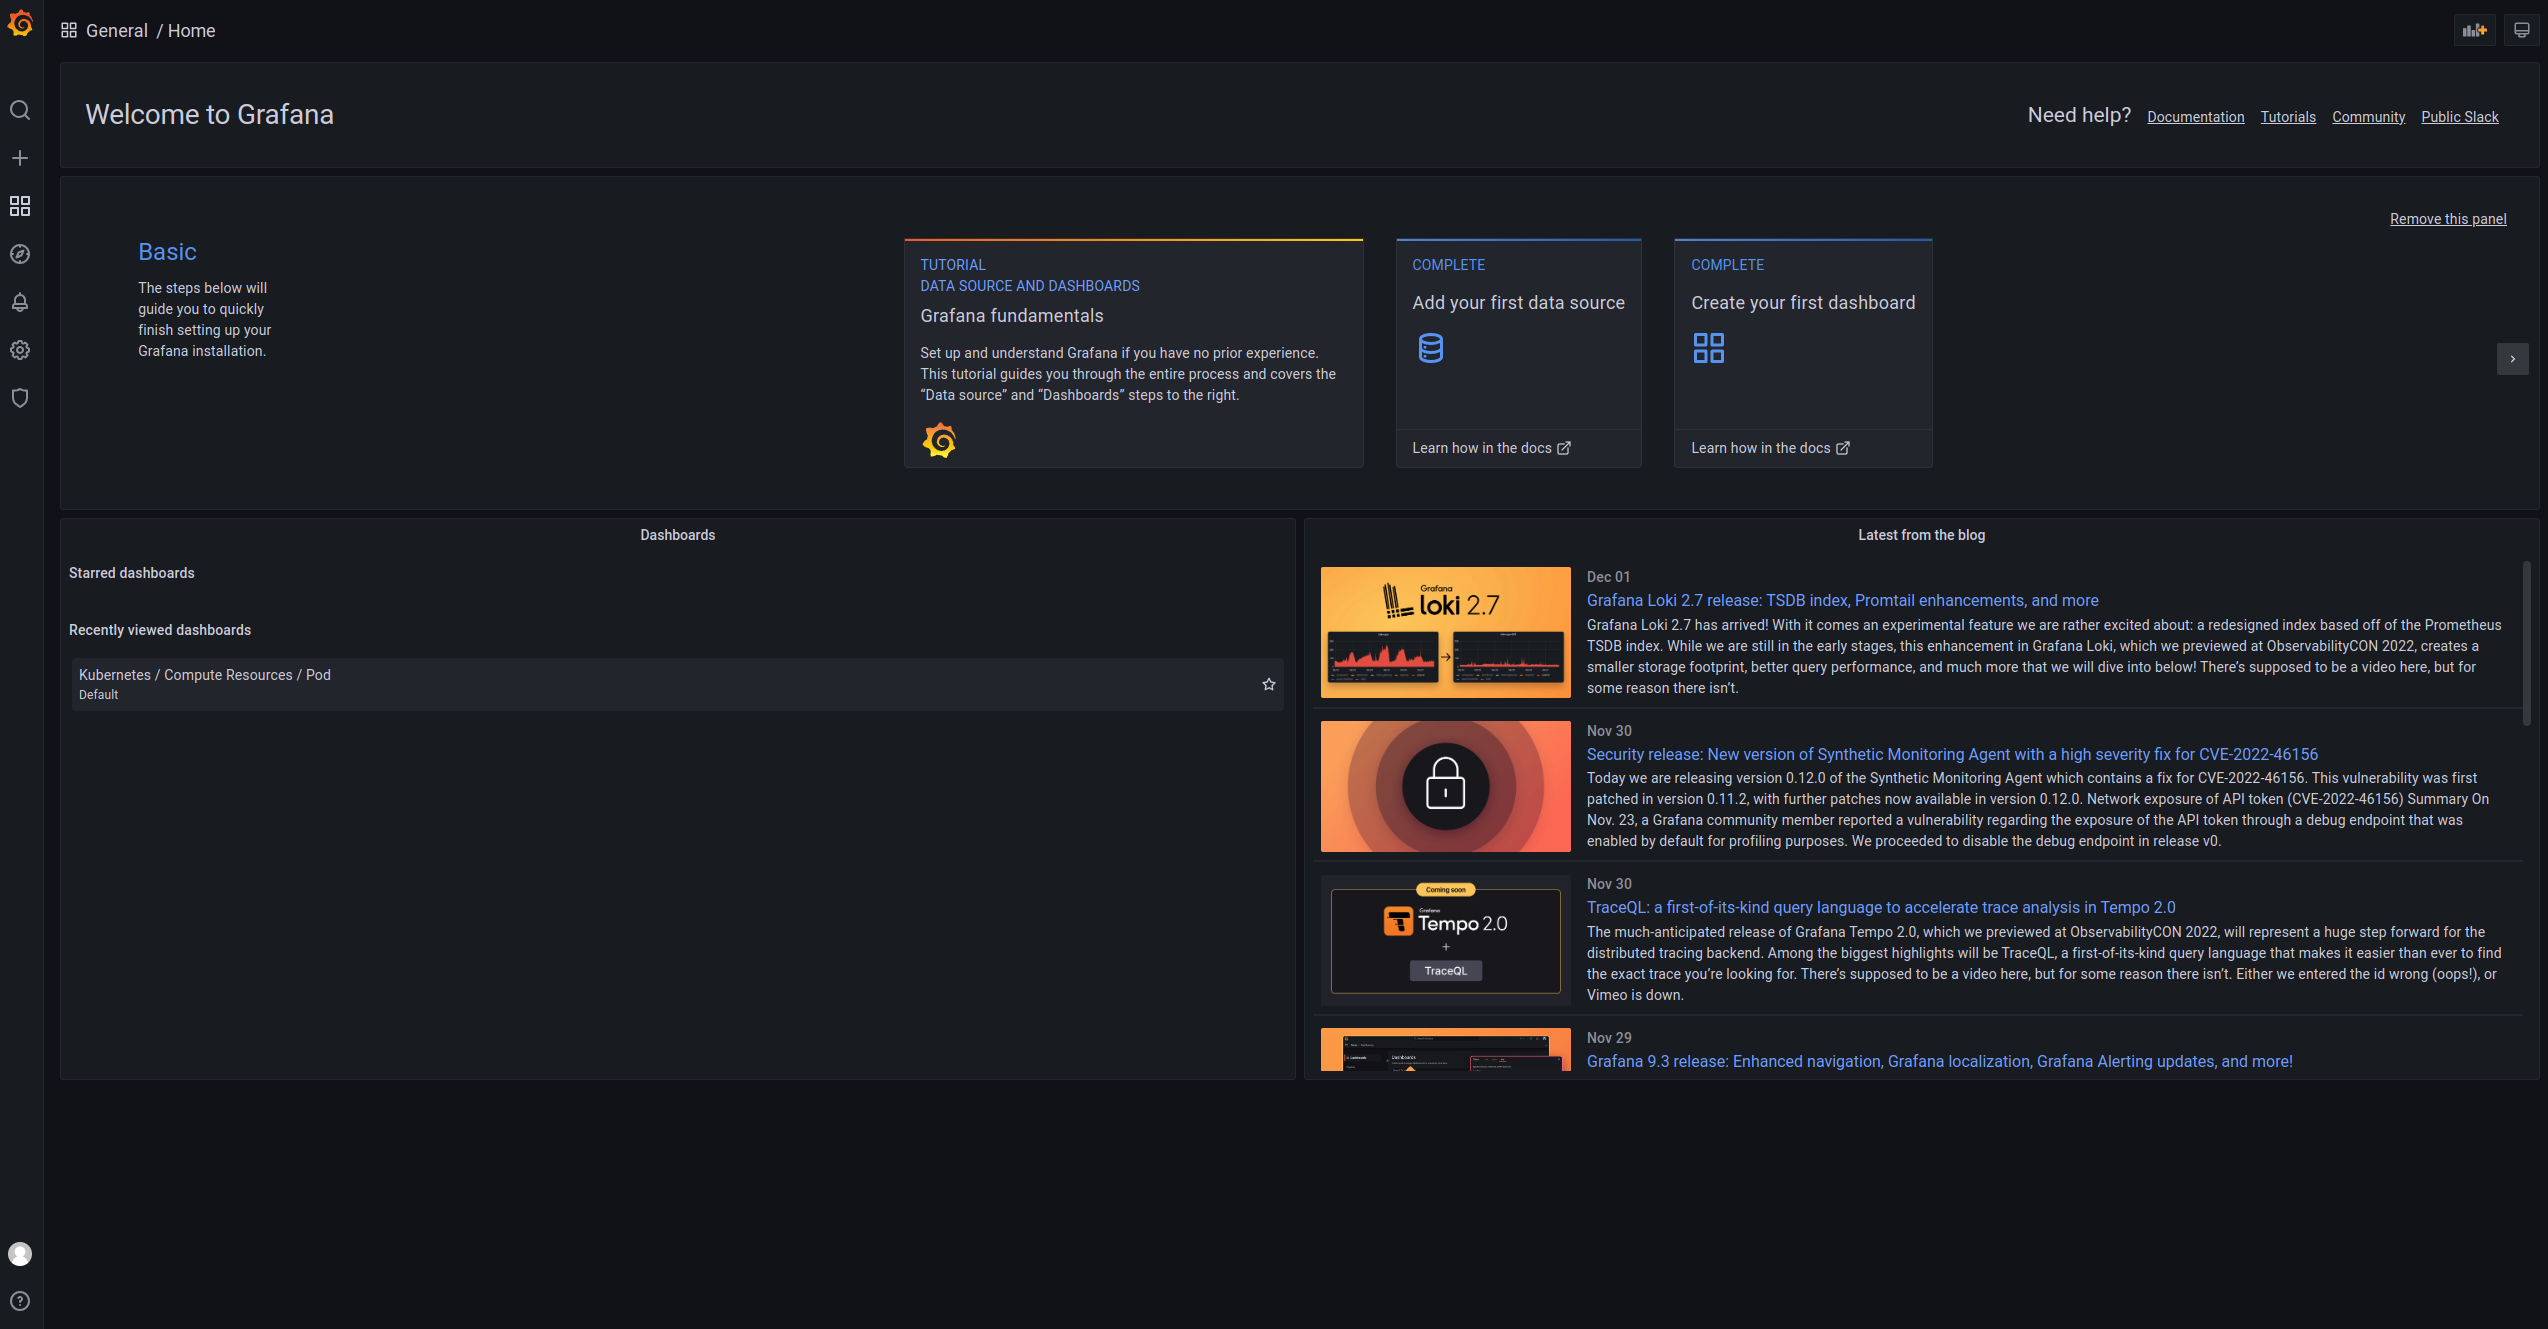 General / Home
Welcome to Grafana
Need help? Documentation Tutorials Community Public Slack
Remove this panel
Basic
The steps below will
guide you to quickly
finish setting up your
Grafana installation.
TUTORIAL
DATA SOURCE AND DASHBOARDS
Grafana fundamentals
Set up and understand Grafana if you have no prior experience.
This tutorial guides you through the entire process and covers the
“Data source” and “Dashboards” steps to the right.
COMPLETE
Add your first data source
Learn how in the docs
COMPLETE
Create your first dashboard
Learn how in the docs
Dashboards
Starred dashboards
Recently viewed dashboards
Kubernetes / Compute Resources / Pod
Default
Latest from the blog
Grafana
loki 2.7
Dec 01
Grafana Loki 2.7 release: TSDB index, Promtail enhancements, and more
Grafana Loki 2.7 has arrived! With it comes an experimental feature we are rather excited about: a redesigned index based off of the Prometheus
TSDB index. While we are still in the early stages, this enhancement in Grafana Loki, which we previewed at ObservabilityCON 2022, creates a
smaller storage footprint, better query performance, and much more that we will dive into below! There’s supposed to be a video here, but for
some reason there isn’t.
Nov 30
Security release: New version of Synthetic Monitoring Agent with a high severity fix for CVE-2022-46156
Today we are releasing version 0.12.0 of the Synthetic Monitoring Agent which contains a fix for CVE-2022-46156. This vulnerability was first
patched in version 0.11.2, with further patches now available in version 0.12.0. Network exposure of API token (CVE-2022-46156) Summary On
Nov. 23, a Grafana community member reported a vulnerability regarding the exposure of the API token through a debug endpoint that was
enabled by default for profiling purposes. We proceeded to disable the debug endpoint in release v0.
Coming soon
Grafana
Tempo 2.0
+
TraceQL
Nov 30
TraceQL: a first-of-its-kind query language to accelerate trace analysis in Tempo 2.0
The much-anticipated release of Grafana Tempo 2.0, which we previewed at ObservabilityCON 2022, will represent a huge step forward for the
distributed tracing backend. Among the biggest highlights will be TraceQL, a first-of-its-kind query language that makes it easier than ever to find
the exact trace you’re looking for. There’s supposed to be a video here, but for some reason there isn’t. Either we entered the id wrong (oops!), or
Vimeo is down.
Dashboards
Nov 29
Grafana 9.3 release: Enhanced navigation, Grafana localization, Grafana Alerting updates, and more!